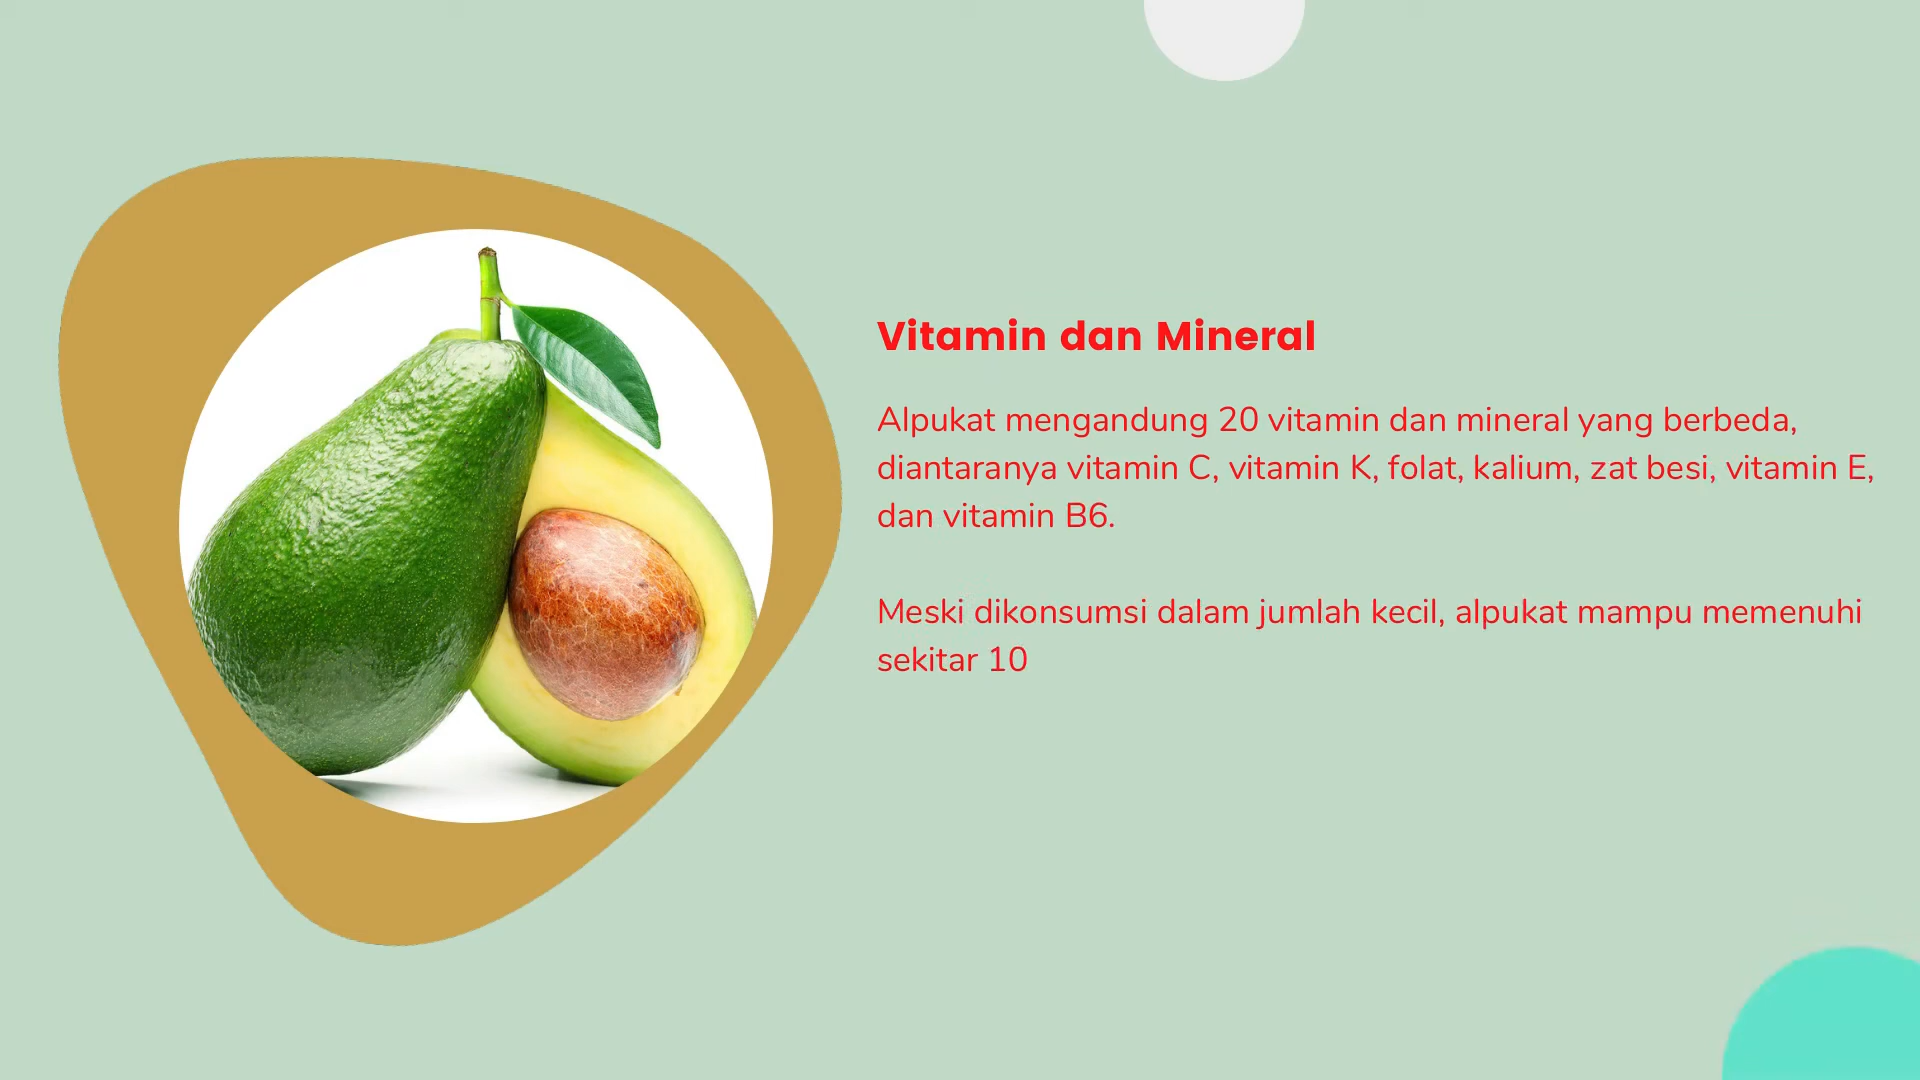 Vitamin dan Mineral
Alpukat mengandung 20 vitamin dan mineral yang berbeda,
diantaranya vitamin C, vitamin K, folat, kalium, zat besi, vitamin E,
dan vitamin B6.
Meski dikonsumsi dalam jumlah kecil, alpukat mampu memenuhi
sekitar 10